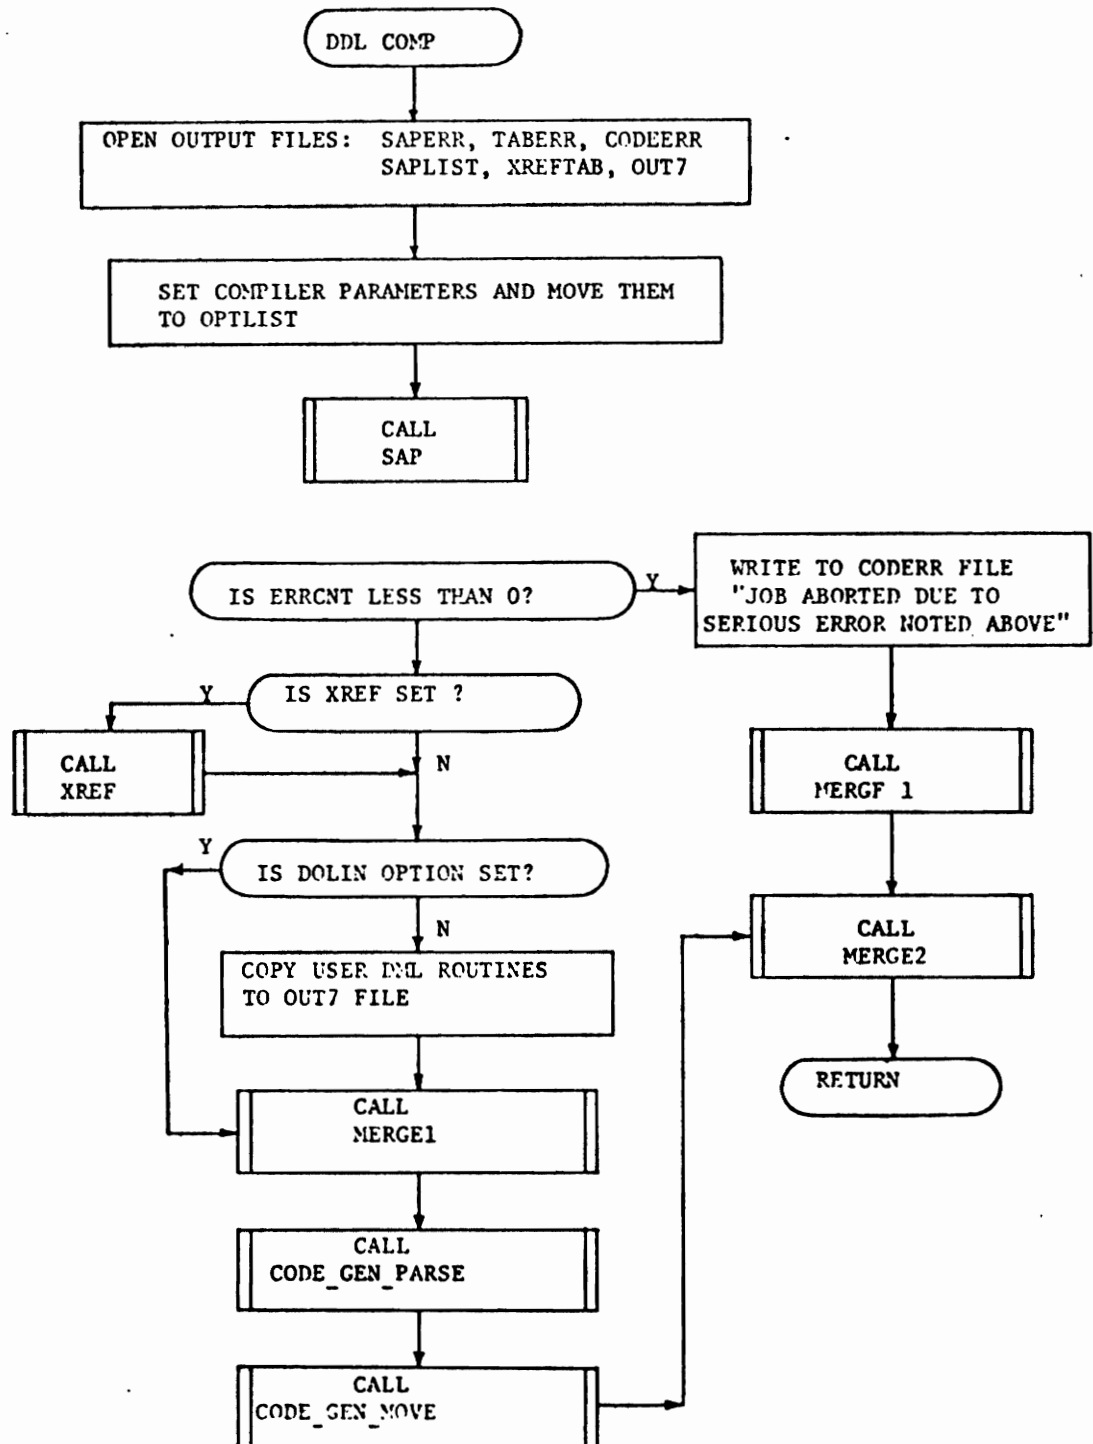 DDL COMP
OPEN OUTPUT FILES: SAPERR, TABERR, CODEERR
SAPLIST, XREFTAB, OUT7
SET COMPILER PARAMETERS AND MOVE THEM
TO OPTLIST
CALL
SAP
IS ERRCNT LESS THAN 0?
Y
WRITE TO CODERR FILE
"JOB ABORTED DUE TO
SERIOUS ERROR NOTED ABOVE"
Y
IS XREF SET ?
CALL
XREF
N
CALL
MERGF 1
Y
IS DOLIN OPTION SET?
N
CALL
MERGE2
COPY USER DML ROUTINES
TO OUT7 FILE
RETURN
CALL
MERGE1
CALL
CODE_GEN_PARSE
CALL
CODE_GEN_MOVE